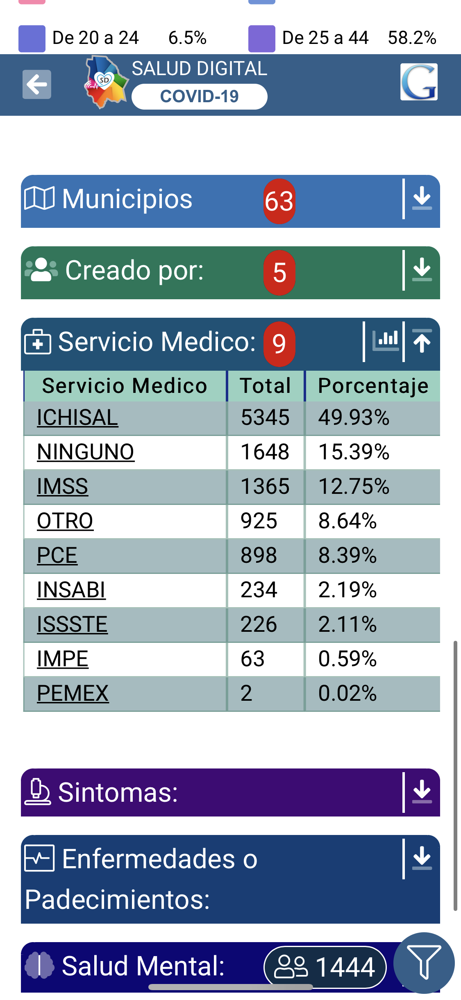 De 20 a 24 6.5% De 25 a 44 58.2%
SALUD DIGITAL
SD
COVID-19
G
Municipios 63
Creado por: 5
Servicio Medico: 9
Servicio Medico Total Porcentaje
ICHISAL 5345 49.93%
NINGUNO 1648 15.39%
IMSS 1365 12.75%
OTRO 925 8.64%
PCE 898 8.39%
INSABI 234 2.19%
ISSSTE 226 2.11%
IMPE 63 0.59%
PEMEX 2 0.02%
Sintomas:
Enfermedades o
Padecimientos:
Salud Mental: 1444